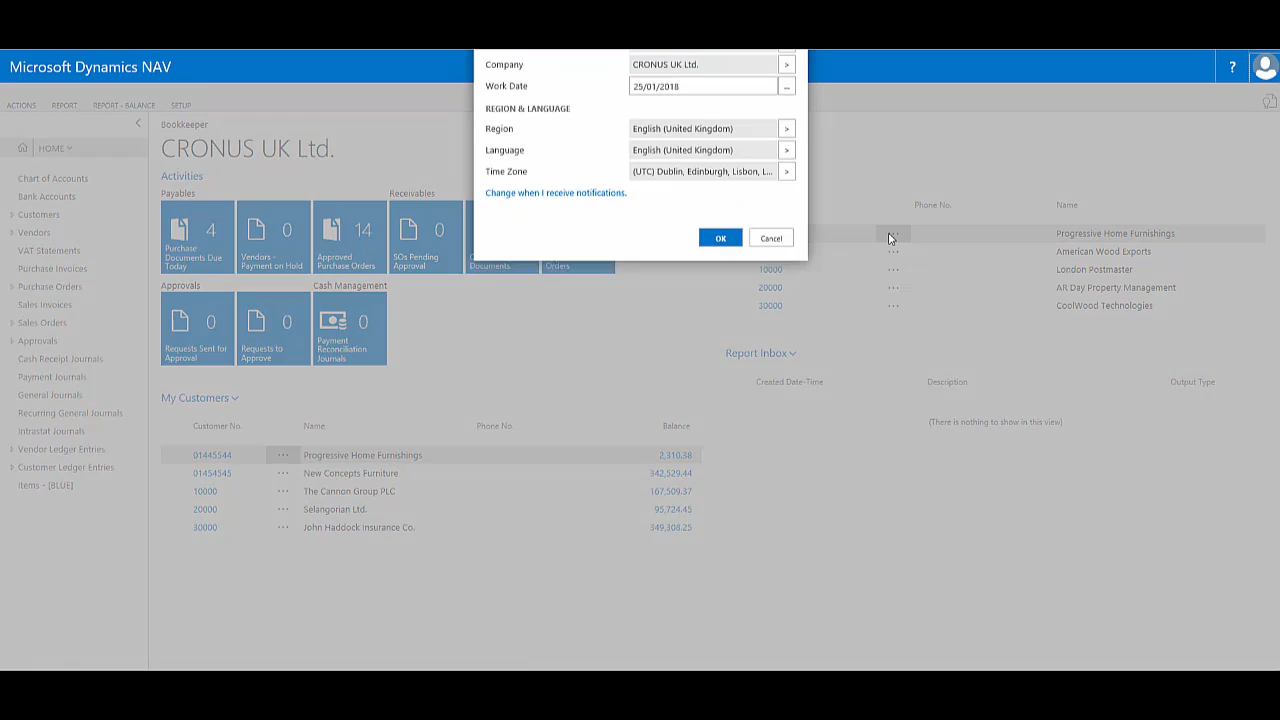 Microsoft Dynamics NAV
?
ACTIONS REPORT REPORT - BALANCE SETUP
HOME
Chart of Accounts
Bank Accounts
Customers
Vendors
VAT Statements
Purchase Invoices
Purchase Orders
Sales Invoices
Sales Orders
Approvals
Cash Receipt Journals
Payment Journals
General Journals
Recurring General Journals
Intrastat Journals
Vendor Ledger Entries
Customer Ledger Entries
Items - [BLUE]
Bookkeeper
CRONUS UK Ltd.
Activities
Payables
Receivables
4
Purchase
Documents Due
Today
0
Vendors -
Payment on Hold
14
Approved
Purchase Orders
0
SOs Pending
Approval
Documents
Orders
Approvals
Cash Management
0
Requests Sent for
Approval
0
Requests to
Approve
0
Payment
Reconciliation
Journals
My Customers
Customer No. Name Phone No. Balance
01445544 ··· Progressive Home Furnishings 2,310.38
01454545 ··· New Concepts Furniture 342,529.44
10000 ··· The Cannon Group PLC 167,509.37
20000 ··· Selangorian Ltd. 95,724.45
30000 ··· John Haddock Insurance Co. 349,308.25
Company CRONUS UK Ltd. >
Work Date 25/01/2018 ...
REGION & LANGUAGE
Region English (United Kingdom) >
Language English (United Kingdom) >
Time Zone (UTC) Dublin, Edinburgh, Lisbon, L... >
Change when I receive notifications.
OK Cancel
Phone No. Name
Progressive Home Furnishings
··· American Wood Exports
10000 ··· London Postmaster
20000 ··· AR Day Property Management
30000 ··· CoolWood Technologies
Report Inbox
Created Date-Time Description Output Type
(There is nothing to show in this view)